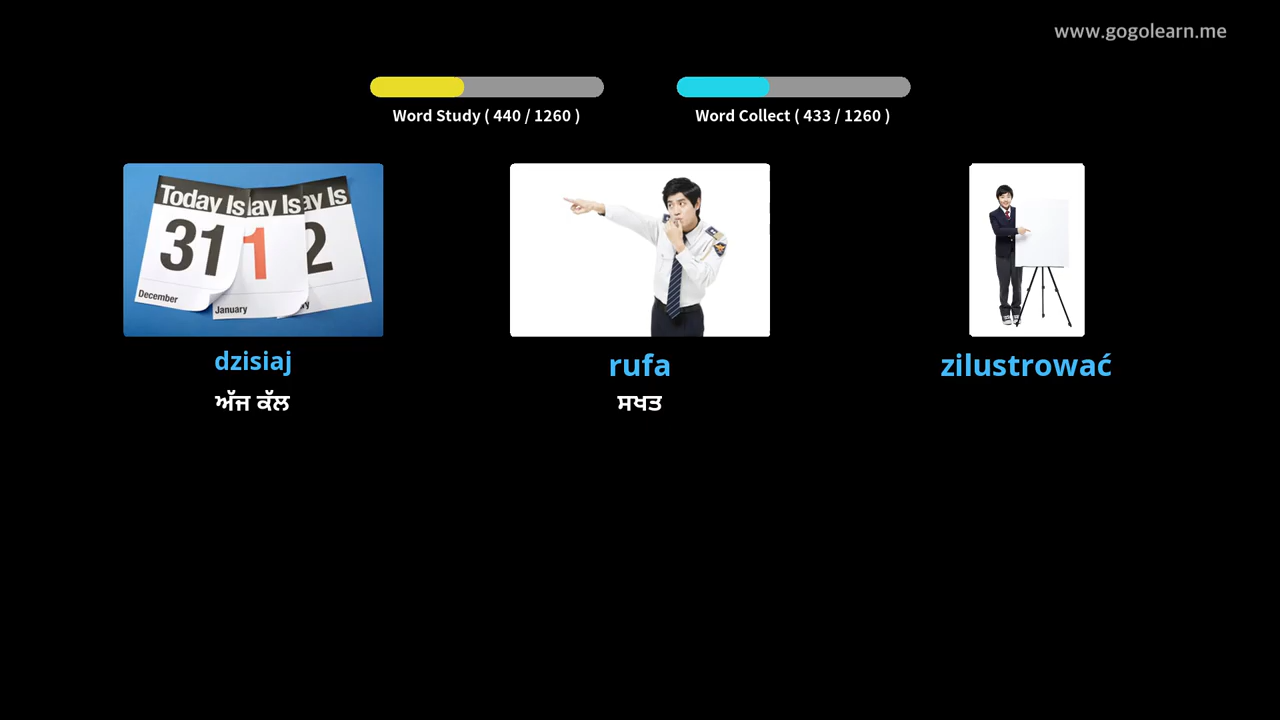 www.gogolearn.me
Word Study ( 440 / 1260 )
Word Collect ( 433 / 1260 )
Today Is
ay Is
ay Is
31
1
2
December
January
ry
dzisiaj
rufa
zilustrować
ਅੱਜ ਕੱਲ
ਸਖਤ